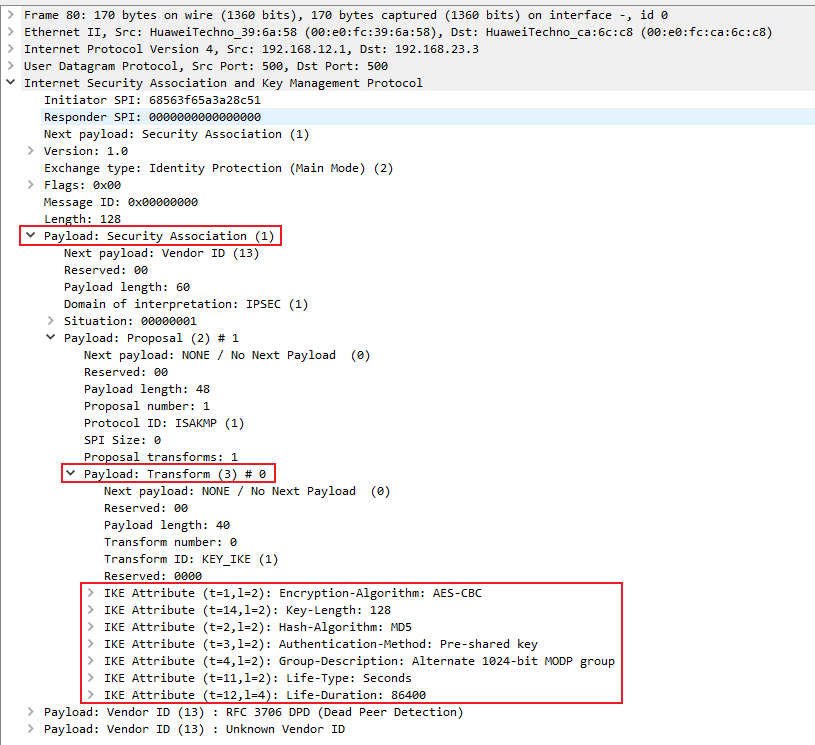 Frame 80: 170 bytes on wire (1360 bits), 170 bytes captured (1360 bits) on interface -, id 0
Ethernet II, Src: HuaweiTechno_39:6a:58 (00:e0:fc:39:6a:58), Dst: HuaweiTechno_ca:6c:c8 (00:e0:fc:ca:6c:c8)
Internet Protocol Version 4, Src: 192.168.12.1, Dst: 192.168.23.3
User Datagram Protocol, Src Port: 500, Dst Port: 500
Internet Security Association and Key Management Protocol
Initiator SPI: 68563f65a3a28c51
Responder SPI: 0000000000000000
Next payload: Security Association (1)
Version: 1.0
Exchange type: Identity Protection (Main Mode) (2)
Flags: 0x00
Message ID: 0x00000000
Length: 128
Payload: Security Association (1)
Next payload: Vendor ID (13)
Reserved: 00
Payload length: 60
Domain of interpretation: IPSEC (1)
Situation: 00000001
Payload: Proposal (2) # 1
Next payload: NONE / No Next Payload  (0)
Reserved: 00
Payload length: 48
Proposal number: 1
Protocol ID: ISAKMP (1)
SPI Size: 0
Proposal transforms: 1
Payload: Transform (3) # 0
Next payload: NONE / No Next Payload  (0)
Reserved: 00
Payload length: 40
Transform number: 0
Transform ID: KEY_IKE (1)
Reserved: 0000
IKE Attribute (t=1,l=2): Encryption-Algorithm: AES-CBC
IKE Attribute (t=14,l=2): Key-Length: 128
IKE Attribute (t=2,l=2): Hash-Algorithm: MD5
IKE Attribute (t=3,l=2): Authentication-Method: Pre-shared key
IKE Attribute (t=4,l=2): Group-Description: Alternate 1024-bit MODP group
IKE Attribute (t=11,l=2): Life-Type: Seconds
IKE Attribute (t=12,l=4): Life-Duration: 86400
Payload: Vendor ID (13) : RFC 3706 DPD (Dead Peer Detection)
Payload: Vendor ID (13) : Unknown Vendor ID